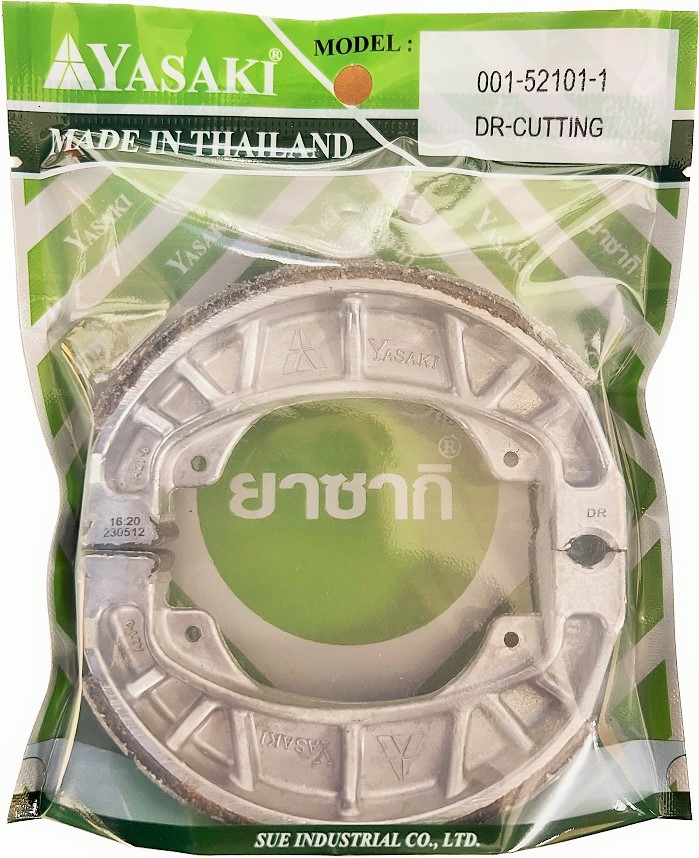 YASAKI®
MODEL :
001-52101-1
DR-CUTTING
MADE IN THAILAND
YASAKI
YASAKI
YASAKI
ยาซากิ
YASAKI
ยาซากิ®
16:20
230512
DR
YASAKI
SUE INDUSTRIAL CO., LTD.